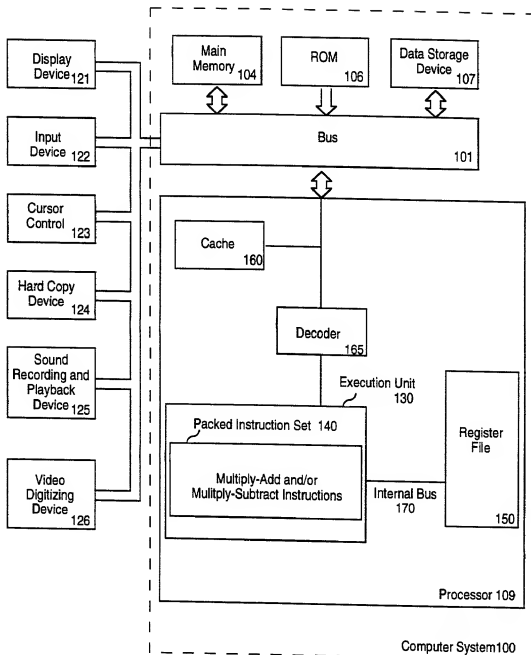 Display
Device 121
Input
Device 122
Cursor
Control 123
Hard Copy
Device 124
Sound
Recording and
Playback
Device 125
Video
Digitizing
Device 126
Main
Memory 104
ROM
106
Data Storage
Device 107
Bus
101
Cache
160
Decoder
165
Execution Unit
130
Packed Instruction Set 140
Multiply-Add and/or
Mulitply-Subtract Instructions
Internal Bus
170
Register
File
150
Processor 109
Computer System100